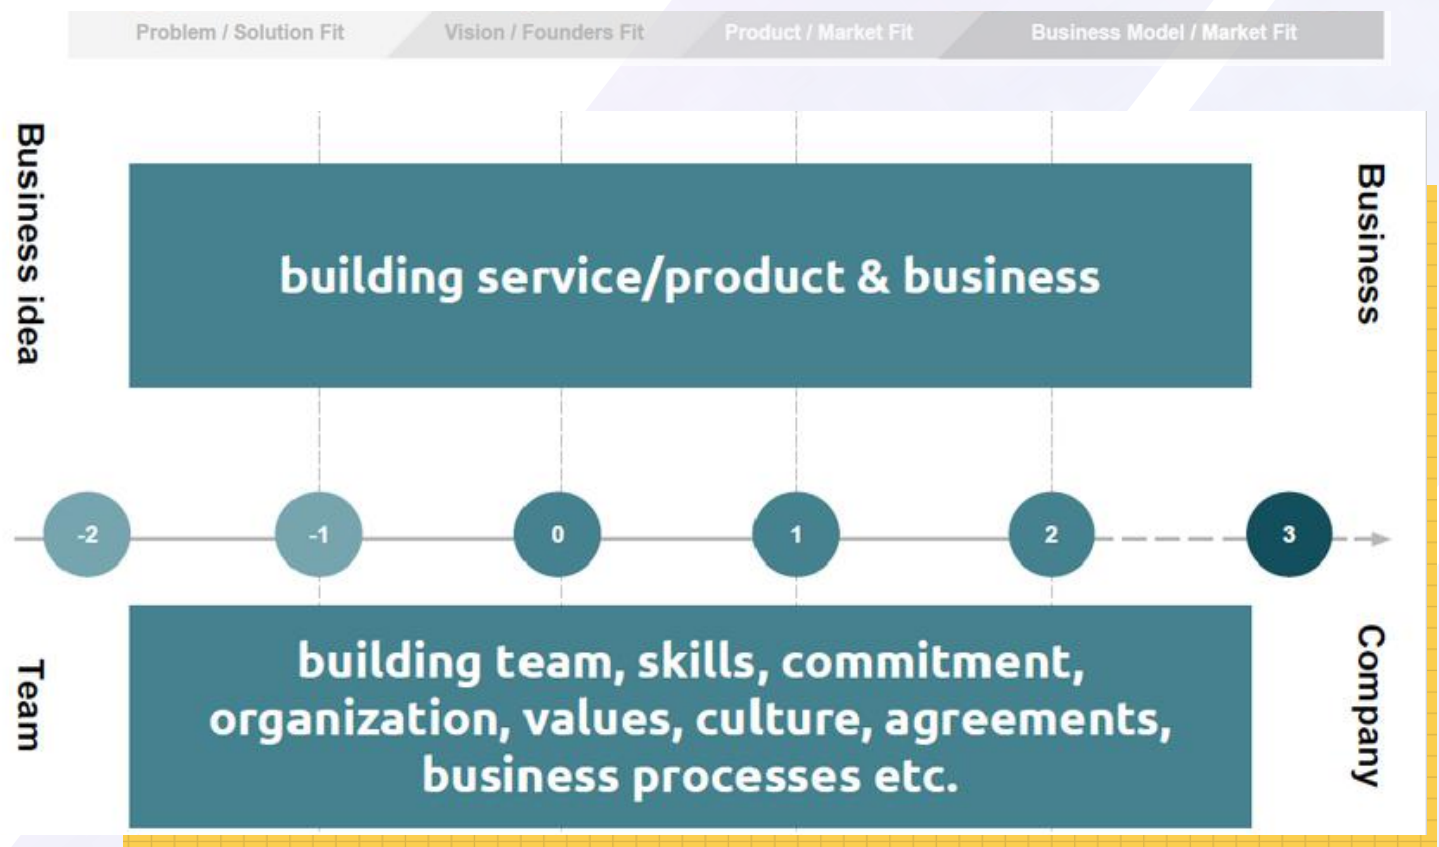 Problem / Solution Fit
Vision / Founders Fit
Product / Market Fit
Business Model / Market Fit
Business idea
building service/product & business
Business
-2
-1
0
1
2
3
Team
building team, skills, commitment,
organization, values, culture, agreements,
business processes etc.
Company